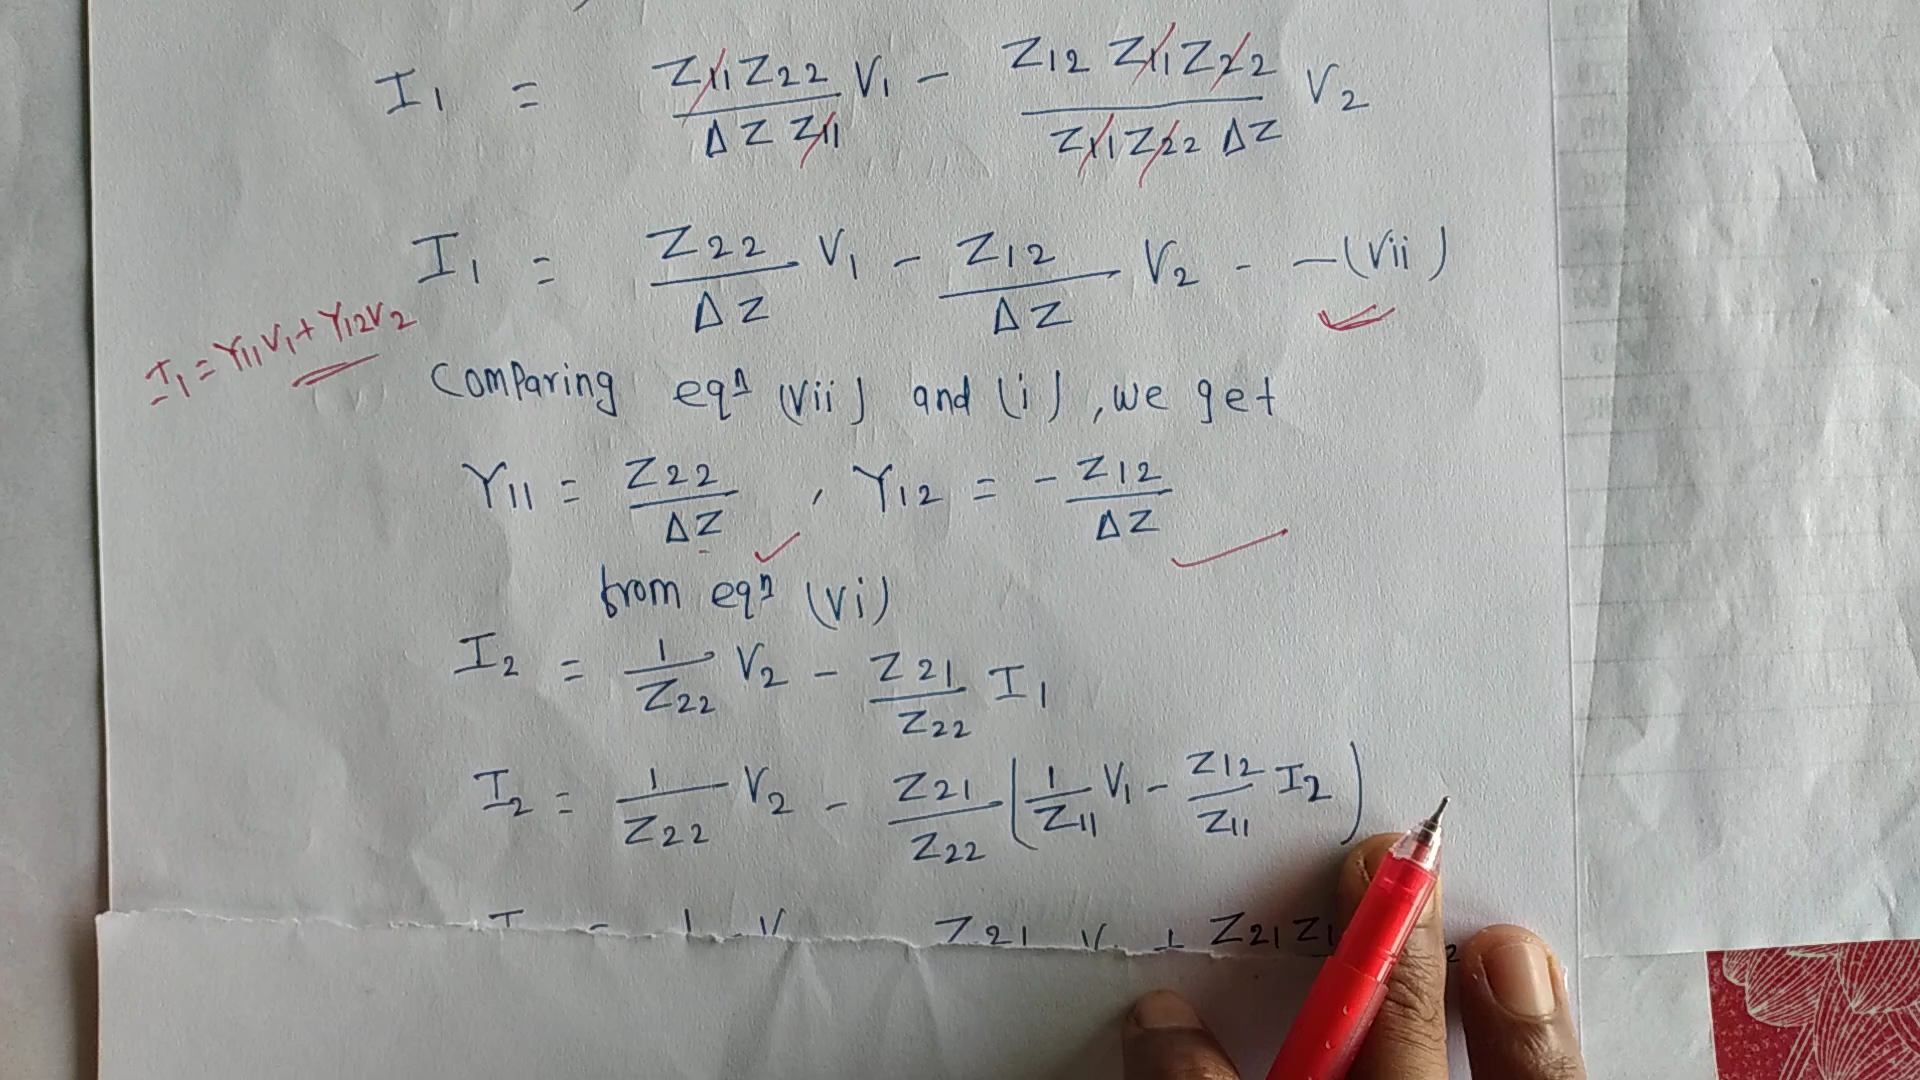 I1 = Z11Z22/ΔZ Z11 V1 - Z12 Z11Z22/Z11Z22 ΔZ V2
I1 = Z22/ΔZ V1 - Z12/ΔZ V2 - -(vii)
I1 = Y11V1 + Y12V2
Comparing eqn (vii) and (i), we get
Y11 = Z22/ΔZ , Y12 = - Z12/ΔZ
from eqn (vi)
I2 = 1/Z22 V2 - Z21/Z22 I1
I2 = 1/Z22 V2 - Z21/Z22 (1/Z11 V1 - Z12/Z11 I2)
Z21 + Z21